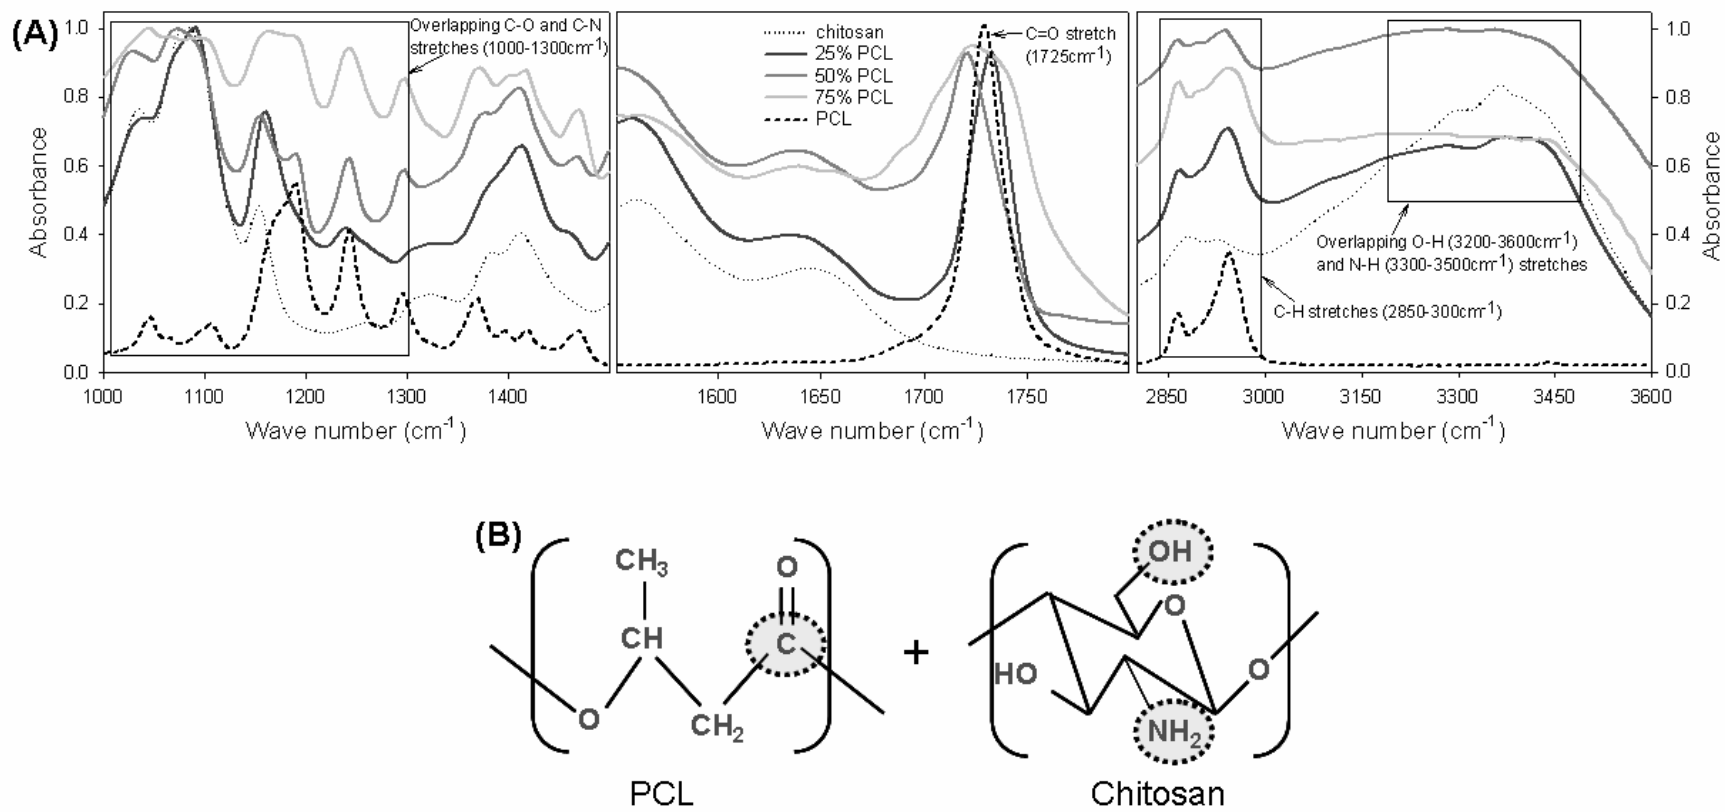 (A)
Overlapping C-O and C-N
stretches (1000-1300cm⁻¹)
chitosan
25% PCL
50% PCL
75% PCL
PCL
C=O stretch
(1725cm⁻¹)
Overlapping O-H (3200-3600cm⁻¹)
and N-H (3300-3500cm⁻¹) stretches
C-H stretches (2850-300cm⁻¹)
Absorbance
1.0
0.8
0.6
0.4
0.2
0.0
1000 1100 1200 1300 1400
Wave number (cm⁻¹)
1600 1650 1700 1750
Wave number (cm⁻¹)
2850 3000 3150 3300 3450 3600
Wave number (cm⁻¹)
1.0
0.8
0.6
0.4
0.2
0.0
Absorbance
(B)
CH₃
O
CH
C
O
CH₂
PCL
+
OH
O
HO
O
NH₂
Chitosan